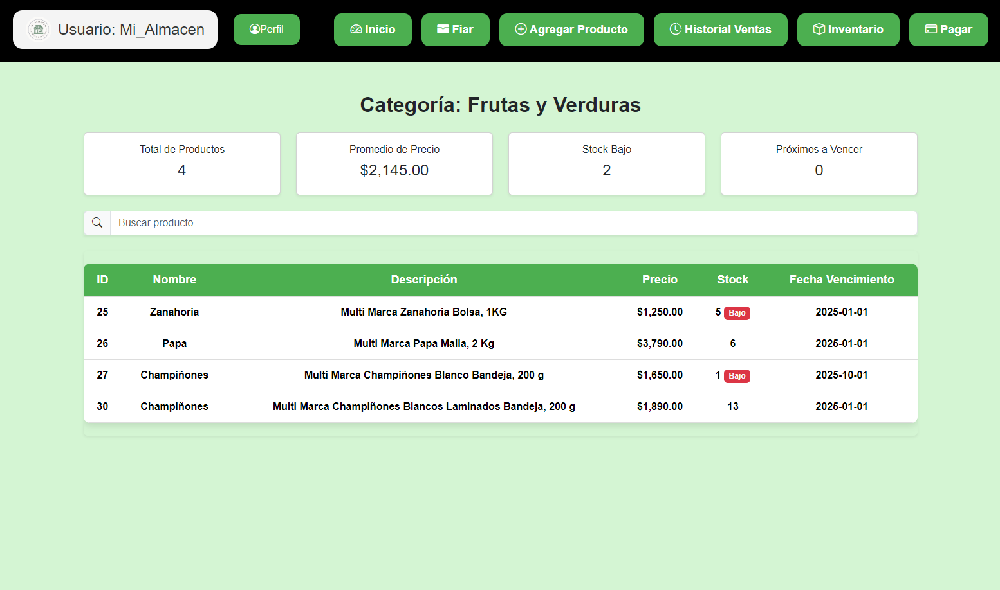 Usuario: Mi_Almacen
Perfil
Inicio
Fiar
Agregar Producto
Historial Ventas
Inventario
Pagar
Categoría: Frutas y Verduras
Total de Productos
4
Promedio de Precio
$2,145.00
Stock Bajo
2
Próximos a Vencer
0
Buscar producto...
ID Nombre Descripción Precio Stock Fecha Vencimiento
25 Zanahoria Multi Marca Zanahoria Bolsa, 1KG $1,250.00 5 Bajo 2025-01-01
26 Papa Multi Marca Papa Malla, 2 Kg $3,790.00 6 2025-01-01
27 Champiñones Multi Marca Champiñones Blanco Bandeja, 200 g $1,650.00 1 Bajo 2025-10-01
30 Champiñones Multi Marca Champiñones Blancos Laminados Bandeja, 200 g $1,890.00 13 2025-01-01